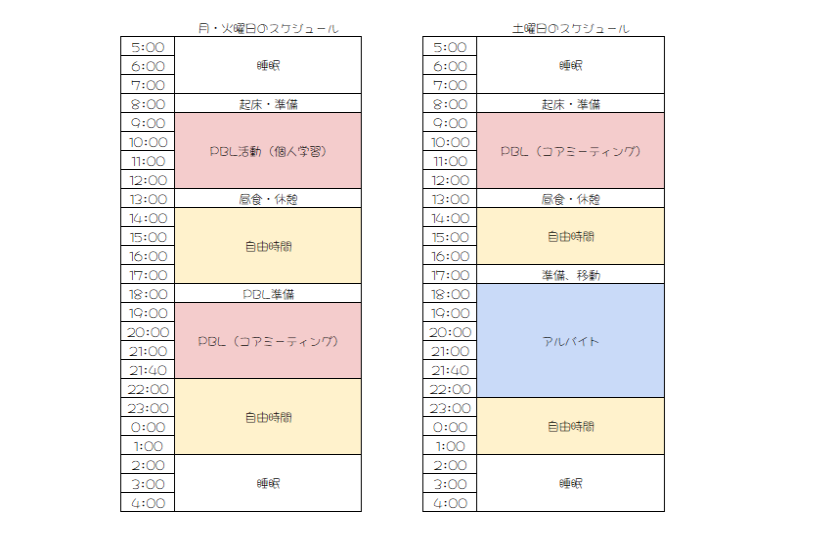 月・火曜日のスケジュール
5:00
6:00 睡眠
7:00
8:00 起床・準備
9:00
10:00 PBL活動（個人学習）
11:00
12:00
13:00 昼食・休憩
14:00
15:00 自由時間
16:00
17:00
18:00 PBL準備
19:00
20:00 PBL（コアミーティング）
21:00
21:40
22:00
23:00 自由時間
0:00
1:00
2:00
3:00 睡眠
4:00
土曜日のスケジュール
5:00
6:00 睡眠
7:00
8:00 起床・準備
9:00
10:00 PBL（コアミーティング）
11:00
12:00
13:00 昼食・休憩
14:00
15:00 自由時間
16:00
17:00 準備、移動
18:00
19:00
20:00 アルバイト
21:00
21:40
22:00
23:00
0:00 自由時間
1:00
2:00
3:00 睡眠
4:00